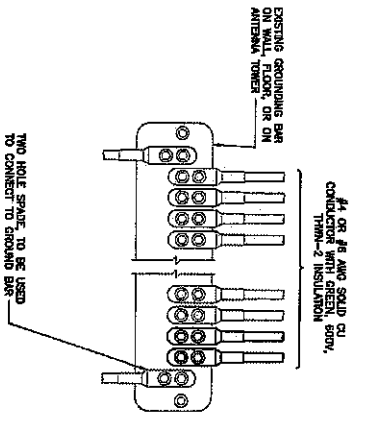 EXISTING GROUNDING BAR
ON WALL, FLOOR, OR ON
ANTENNA TOWER
#4 OR #6 AWG SOLID CU
CONDUCTOR WITH GREEN, 600V,
THWN-2 INSULATION
TWO HOLE SPADE, TO BE USED
TO CONNECT TO GROUND BAR